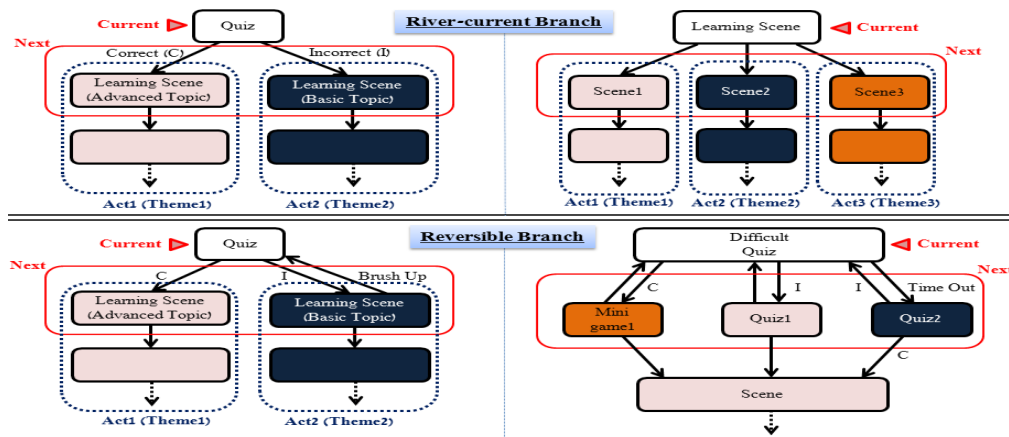 River-current Branch
Current
Quiz
Next
Correct (C)
Incorrect (I)
Learning Scene
(Advanced Topic)
Learning Scene
(Basic Topic)
Act1 (Theme1)
Act2 (Theme2)
Learning Scene
Current
Next
Scene1
Scene2
Scene3
Act1 (Theme1)
Act2 (Theme2)
Act3 (Theme3)
Reversible Branch
Current
Quiz
Next
C
I
Brush Up
Learning Scene
(Advanced Topic)
Learning Scene
(Basic Topic)
Act1 (Theme1)
Act2 (Theme2)
Difficult
Quiz
Current
Next
C
I
I
Time Out
Mini
game1
Quiz1
Quiz2
C
Scene